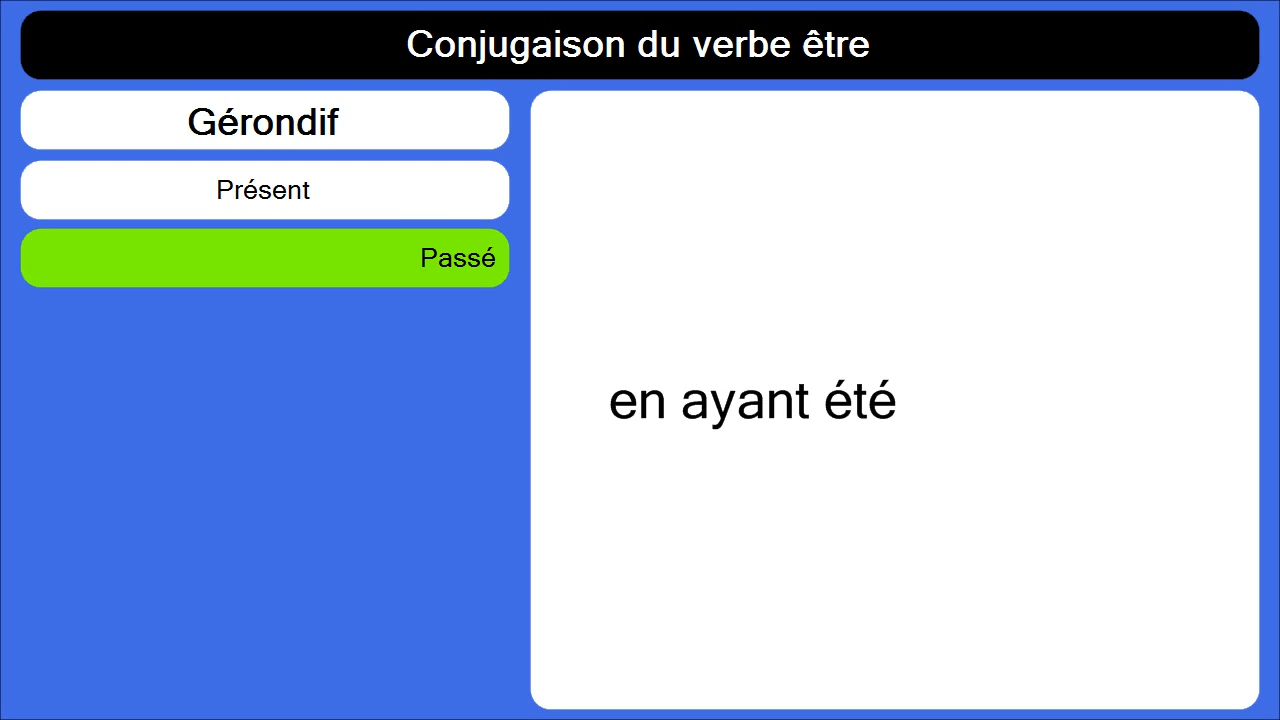 Conjugaison du verbe être
Gérondif
Présent
Passé
en ayant été